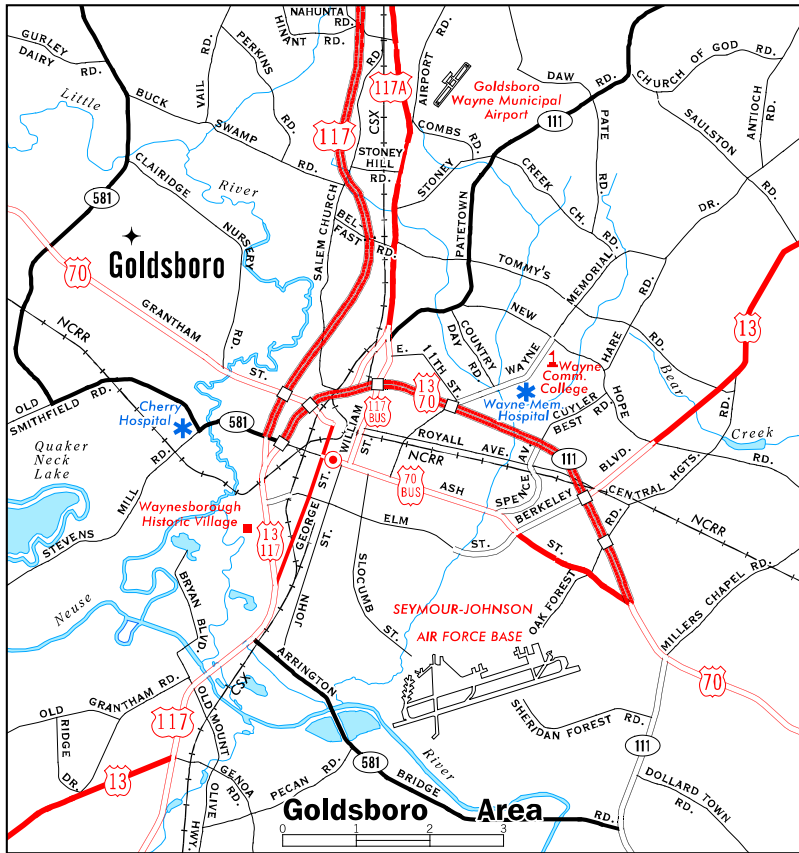 NAHUNTA RD.
HINANT RD.
GURLEY DAIRY RD.
VAIL RD.
PERKINS RD.
RD.
117A
AIRPORT RD.
Goldsboro
Wayne Municipal
Airport
DAW RD.
CHURCH OF GOD RD.
ANTIOCH RD.
SAULSTON RD.
PATE RD.
111
Little
River
BUCK SWAMP RD.
117
CSX
COMBS RD.
STONEY HILL RD.
STONEY CREEK CH. RD.
CLAIRIDGE NURSERY RD.
581
SALEM CHURCH
BELFAST RD.
PATETOWN
DR.
MEMORIAL
WAYNE
TOMMY'S RD.
Goldsboro
70
GRANTHAM ST.
NCRR
NEW HOPE RD.
HARE RD.
13
COUNTRY DAY RD.
E. 11TH ST.
Wayne
Comm.
College
Wayne-Mem
Hospital
Bear
Creek
OLD SMITHFIELD RD.
Cherry
Hospital
581
13
70
117
BUS
WILLIAM ST.
CUYLER BEST RD.
111
ROYALL AVE.
NCRR
SPENCE AV.
BERKELEY BLVD.
CENTRAL HGTS. RD.
NCRR
Quaker
Neck
Lake
STEVENS MILL RD.
Waynesborough
Historic Village
13
117
GEORGE ST.
70
BUS
ASH ST.
ELM ST.
JOHN ST.
SLOCUMB ST.
OAK FOREST RD.
MILLERS CHAPEL RD.
SEYMOUR-JOHNSON
AIR FORCE BASE
Neuse
River
BRYAN BLVD.
CSX
ARRINGTON BRIDGE RD.
581
70
OLD GRANTHAM RD.
RIDGE DR.
117
OLD MOUNT OLIVE HWY.
GENOA RD.
PECAN RD.
SHERIDAN FOREST RD.
111
DOLLARD TOWN RD.
13
Goldsboro Area
0 1 2 3